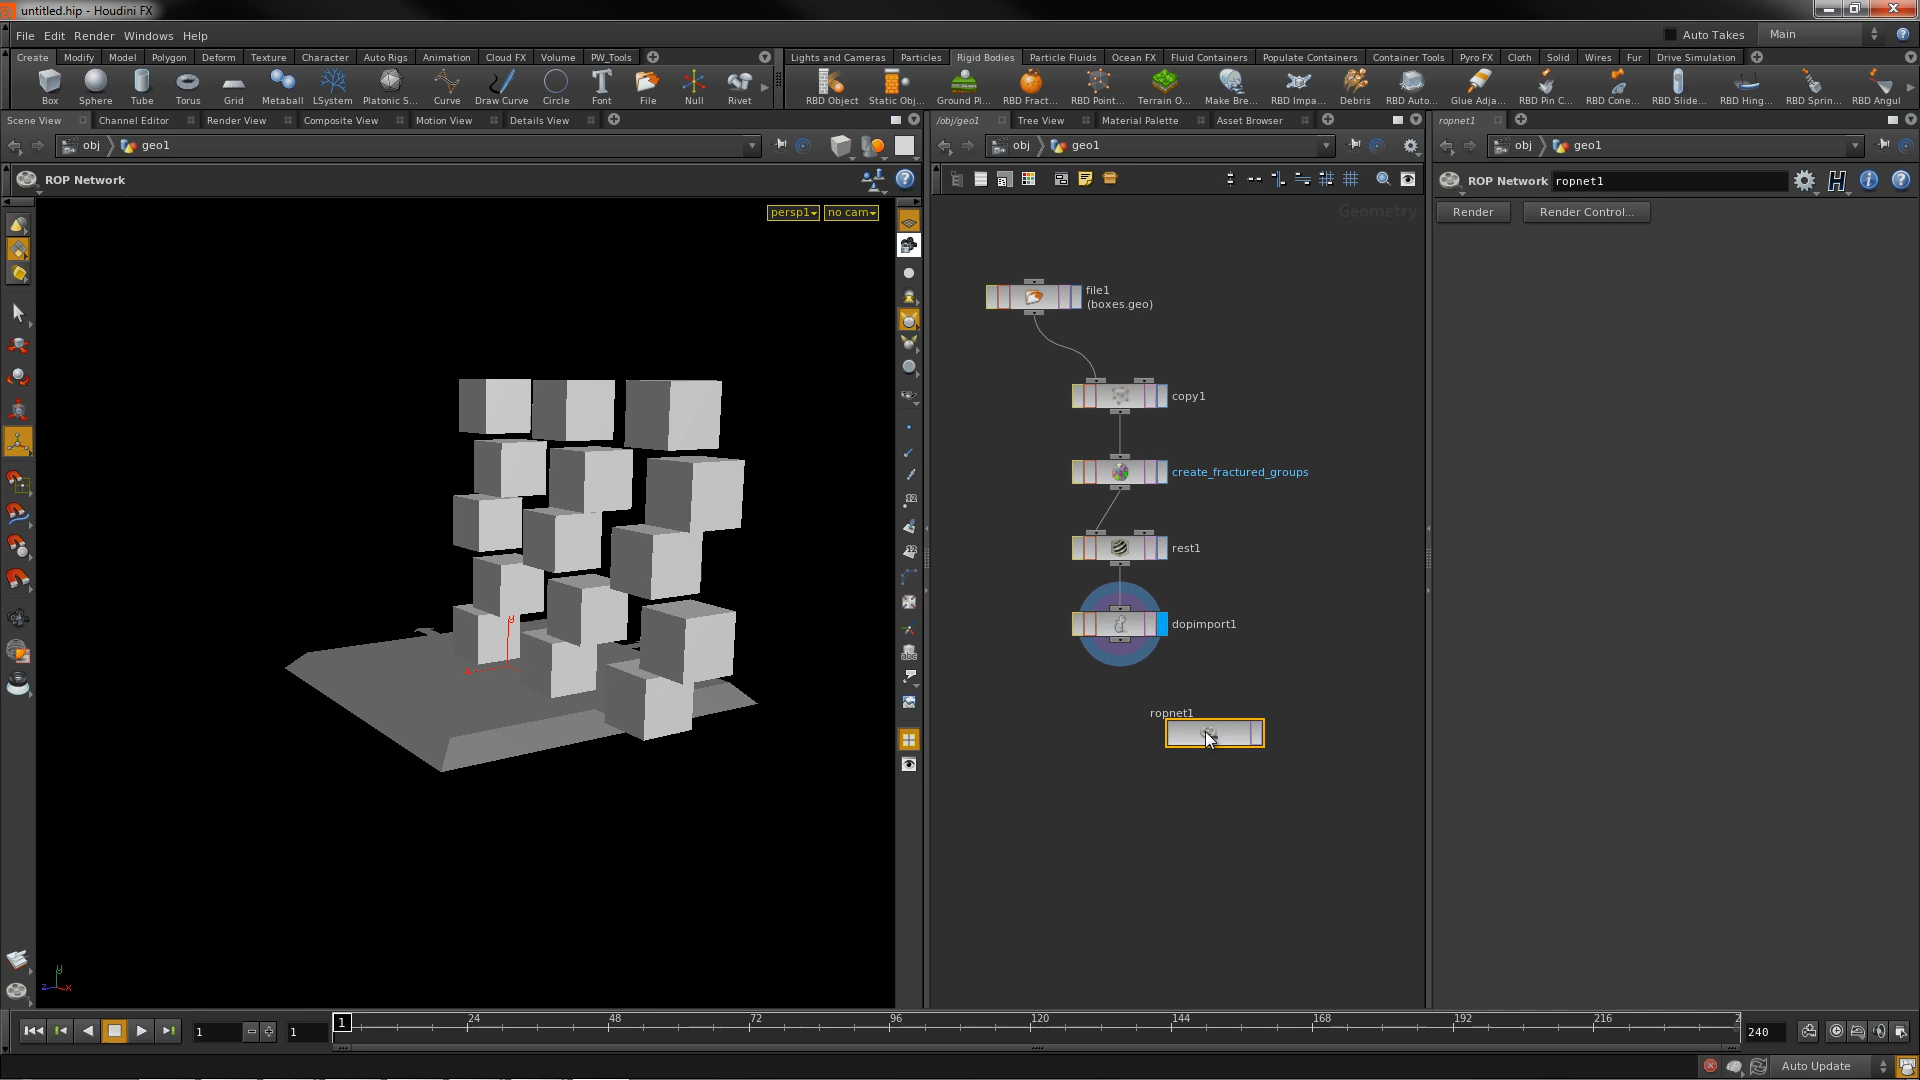 untitled.hip - Houdini FX
File Edit Render Windows Help
Auto Takes Main
Create Modify Model Polygon Deform Texture Character Auto Rigs Animation Cloud FX Volume PW_Tools
Lights and Cameras Particles Rigid Bodies Particle Fluids Ocean FX Fluid Containers Populate Containers Container Tools Pyro FX Cloth Solid Wires Fur Drive Simulation
Box Sphere Tube Torus Grid Metaball LSystem Platonic S... Curve Draw Curve Circle Font File Null Rivet
RBD Object Static Obj... Ground Pl... RBD Fract... RBD Point... Terrain O... Make Bre... RBD Impa... Debris RBD Auto... Glue Adja... RBD Pin C... RBD Cone... RBD Slide... RBD Hing... RBD Sprin... RBD Angul
Scene View Channel Editor Render View Composite View Motion View Details View
/obj/geo1 Tree View Material Palette Asset Browser
ropnet1
obj geo1
obj geo1
obj geo1
ROP Network
ROP Network ropnet1
Render Render Control...
persp1 no cam
Geometry
file1
(boxes.geo)
copy1
create_fractured_groups
rest1
dopimport1
ropnet1
y
y
z x
12
12
abc
1 1 1 24 48 72 96 120 144 168 192 216 2 240
Auto Update